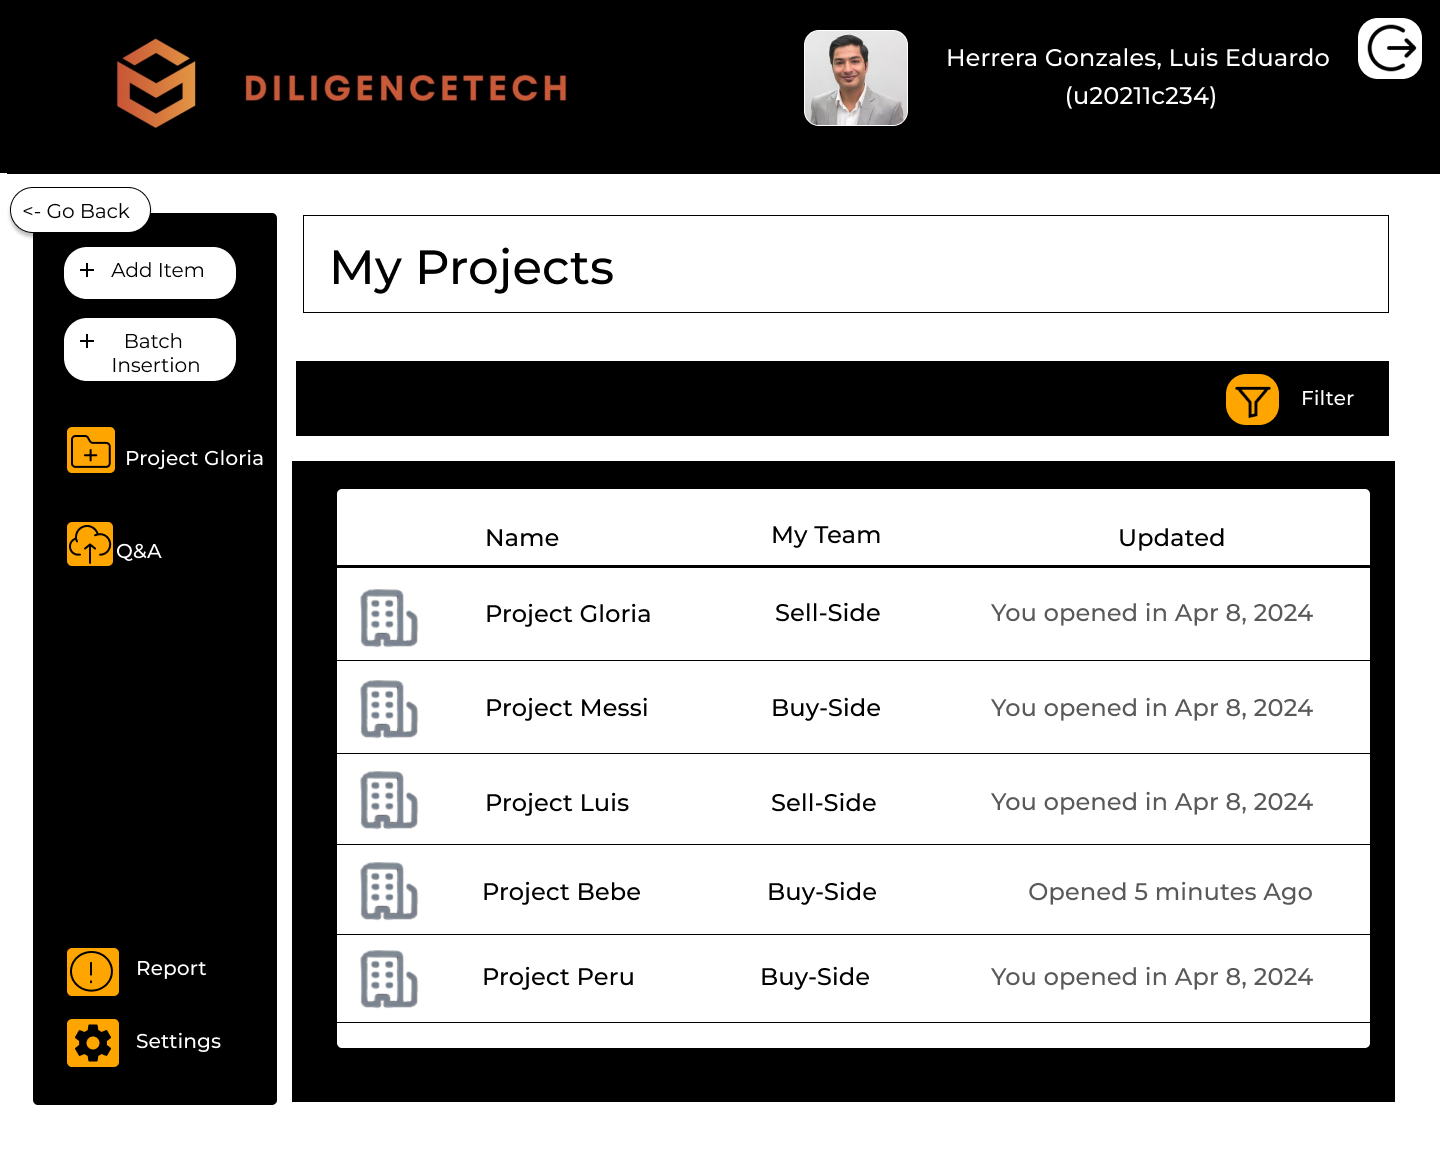 DILIGENCETECH
Herrera Gonzales, Luis Eduardo
(u20211c234)
<- Go Back
+ Add Item
+ Batch
Insertion
Project Gloria
Q&A
Report
Settings
My Projects
Filter
Name My Team Updated
Project Gloria Sell-Side You opened in Apr 8, 2024
Project Messi Buy-Side You opened in Apr 8, 2024
Project Luis Sell-Side You opened in Apr 8, 2024
Project Bebe Buy-Side Opened 5 minutes Ago
Project Peru Buy-Side You opened in Apr 8, 2024